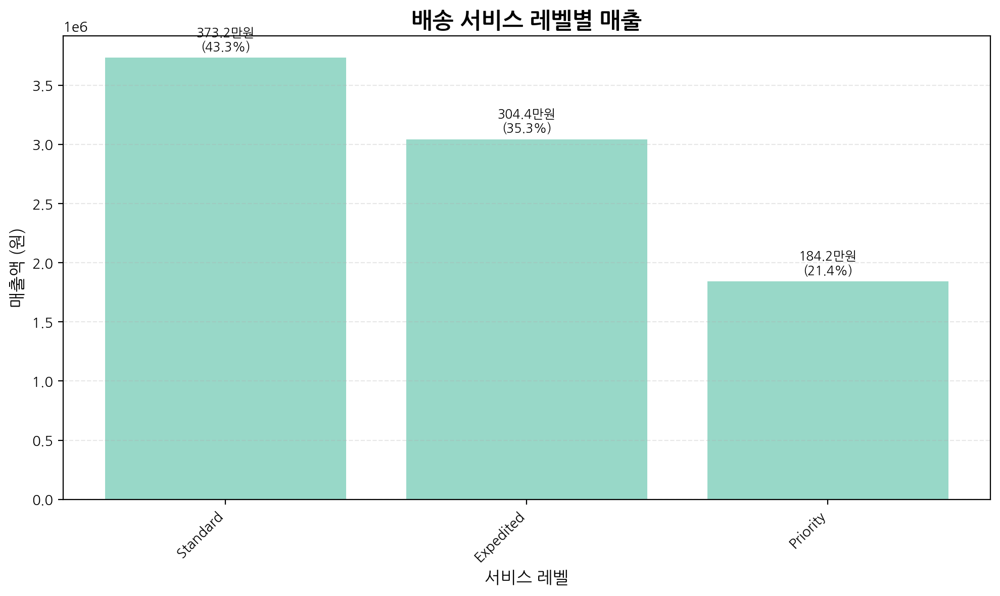 배송 서비스 레벨별 매출
1e6
373.2만원
(43.3%)
304.4만원
(35.3%)
184.2만원
(21.4%)
3.5
3.0
2.5
2.0
1.5
1.0
0.5
0.0
매출액 (원)
Standard
Expedited
Priority
서비스 레벨